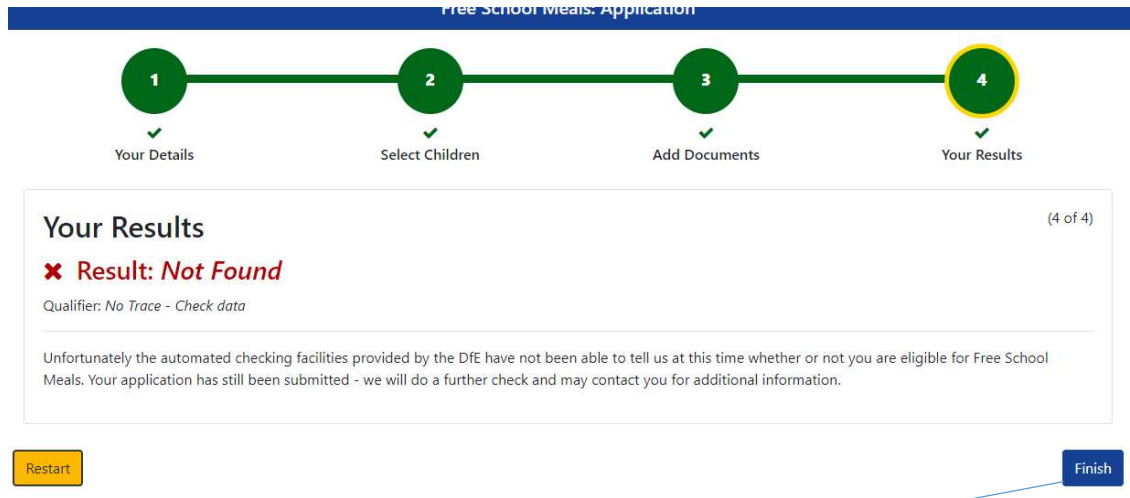 Free School Meals: Application
1 2 3 4
Your Details Select Children Add Documents Your Results
Your Results (4 of 4)
Result: Not Found
Qualifier: No Trace - Check data
Unfortunately the automated checking facilities provided by the DfE have not been able to tell us at this time whether or not you are eligible for Free School
Meals. Your application has still been submitted - we will do a further check and may contact you for additional information.
Restart Finish